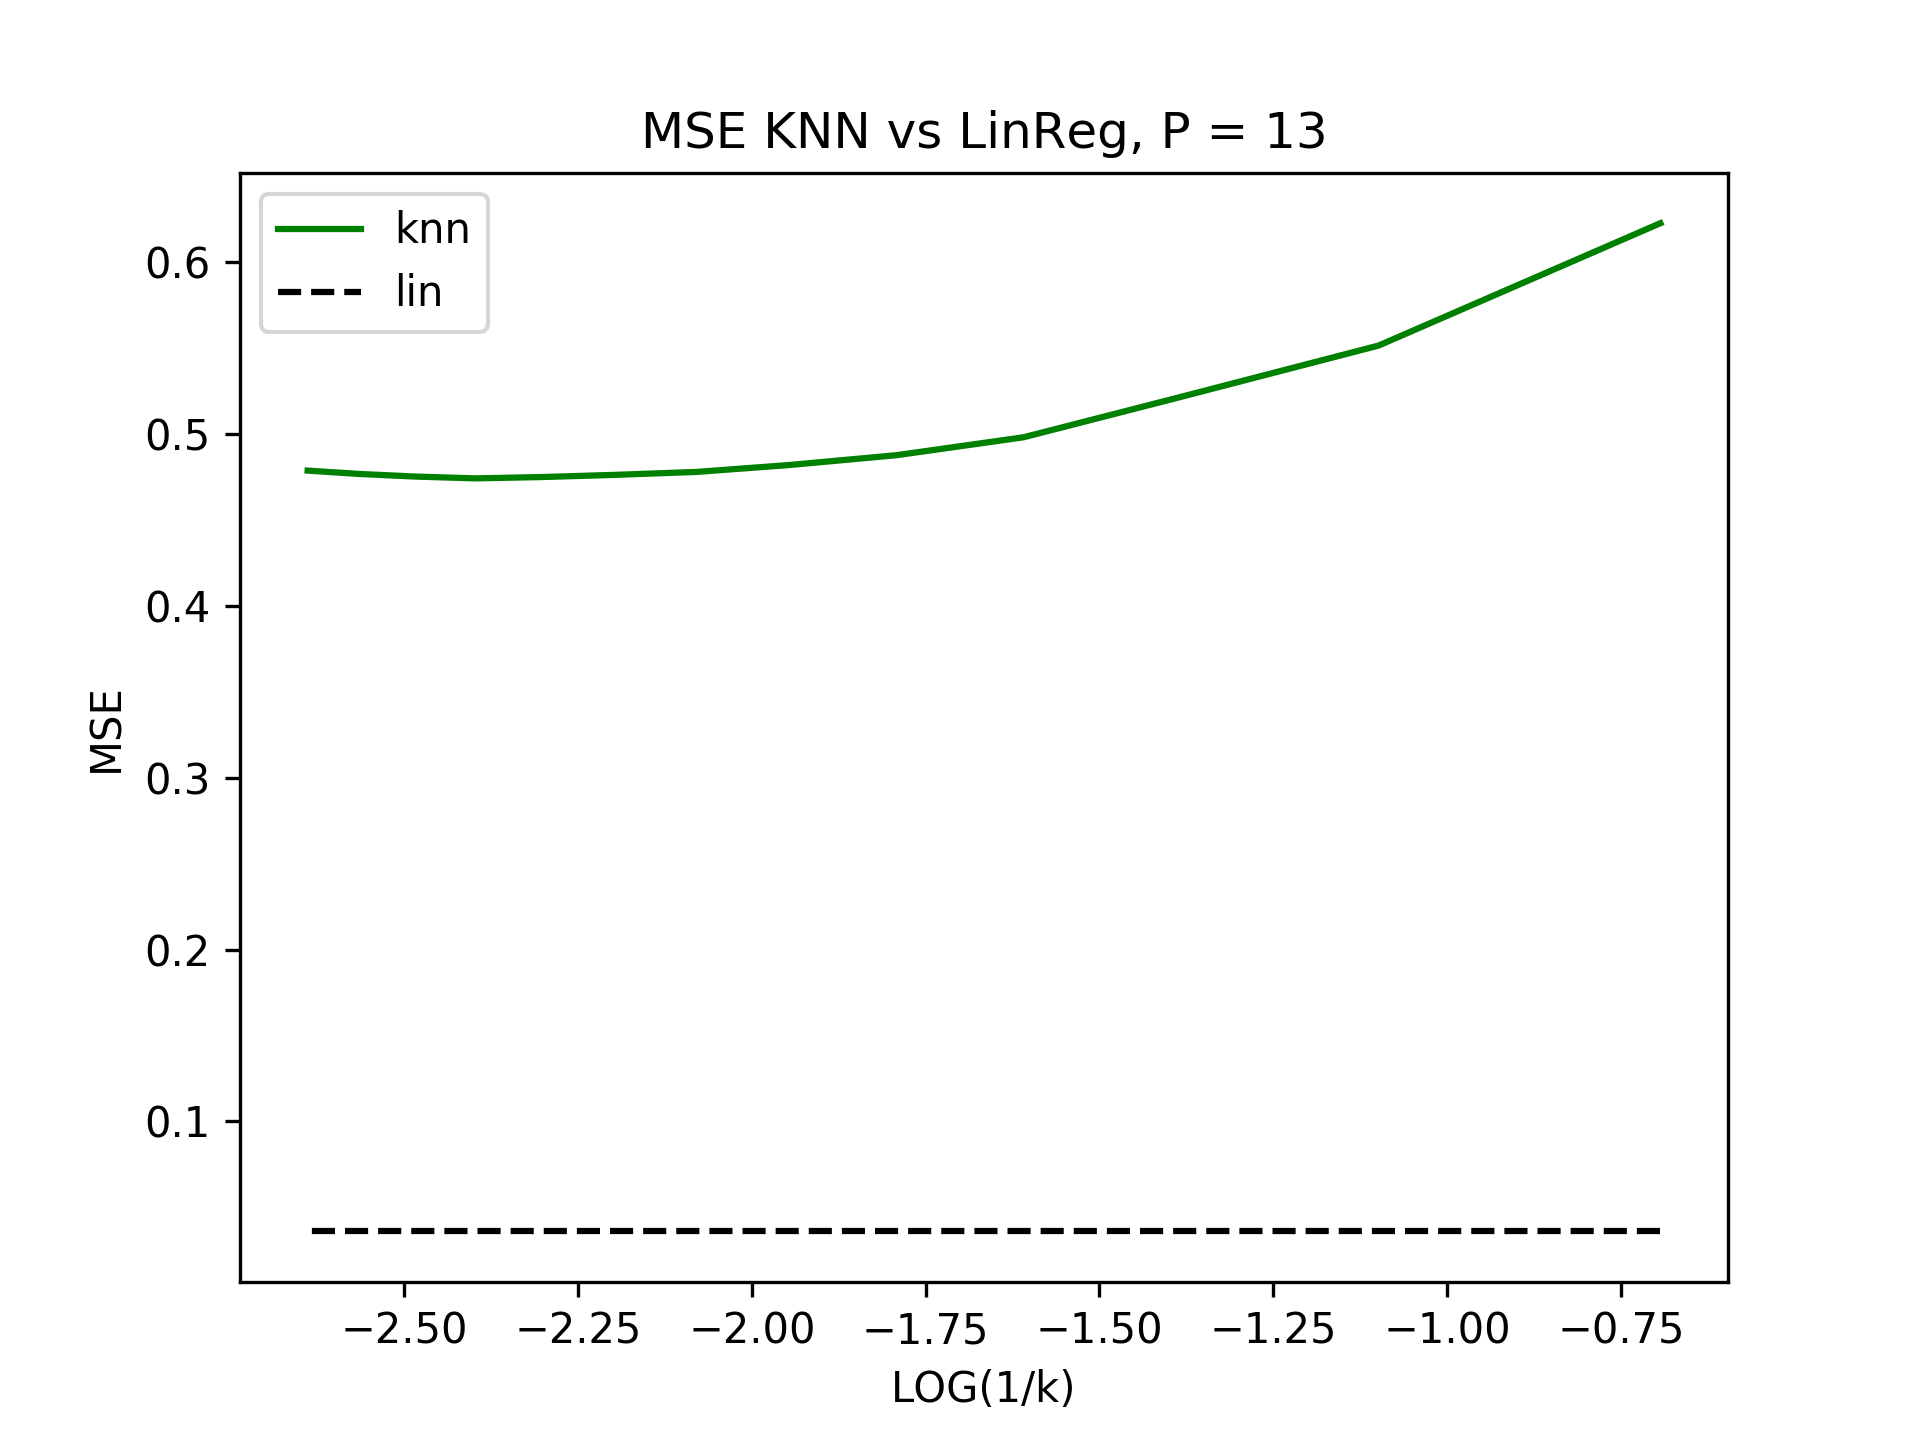 MSE KNN vs LinReg, P = 13
knn
lin
0.6
0.5
0.4
0.3
0.2
0.1
MSE
−2.50 −2.25 −2.00 −1.75 −1.50 −1.25 −1.00 −0.75
LOG(1/k)